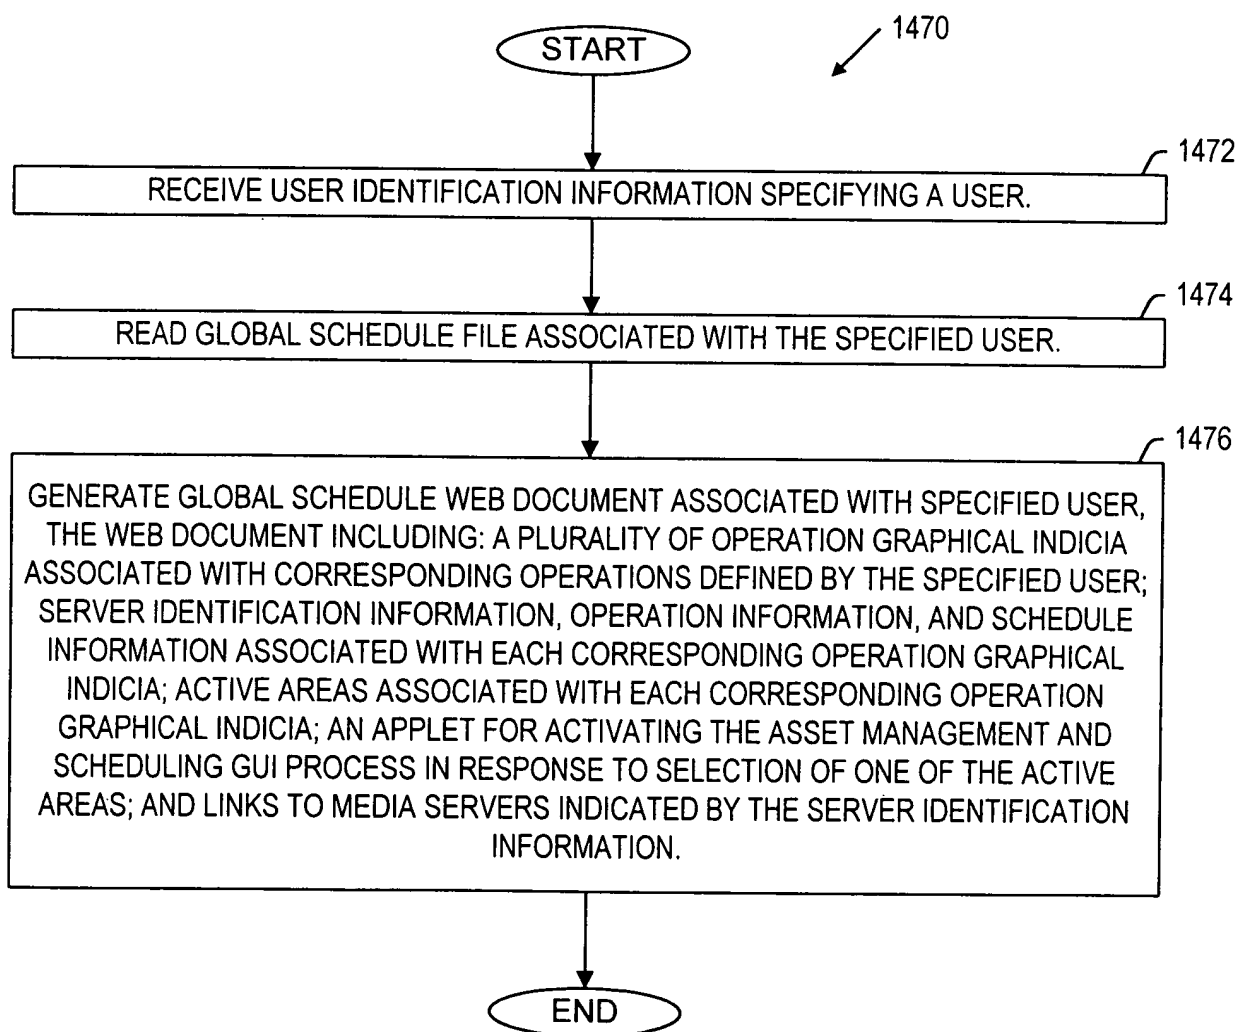 START
1470
1472
RECEIVE USER IDENTIFICATION INFORMATION SPECIFYING A USER.
1474
READ GLOBAL SCHEDULE FILE ASSOCIATED WITH THE SPECIFIED USER.
1476
GENERATE GLOBAL SCHEDULE WEB DOCUMENT ASSOCIATED WITH SPECIFIED USER,
THE WEB DOCUMENT INCLUDING: A PLURALITY OF OPERATION GRAPHICAL INDICIA
ASSOCIATED WITH CORRESPONDING OPERATIONS DEFINED BY THE SPECIFIED USER;
SERVER IDENTIFICATION INFORMATION, OPERATION INFORMATION, AND SCHEDULE
INFORMATION ASSOCIATED WITH EACH CORRESPONDING OPERATION GRAPHICAL
INDICIA; ACTIVE AREAS ASSOCIATED WITH EACH CORRESPONDING OPERATION
GRAPHICAL INDICIA; AN APPLET FOR ACTIVATING THE ASSET MANAGEMENT AND
SCHEDULING GUI PROCESS IN RESPONSE TO SELECTION OF ONE OF THE ACTIVE
AREAS; AND LINKS TO MEDIA SERVERS INDICATED BY THE SERVER IDENTIFICATION
INFORMATION.
END